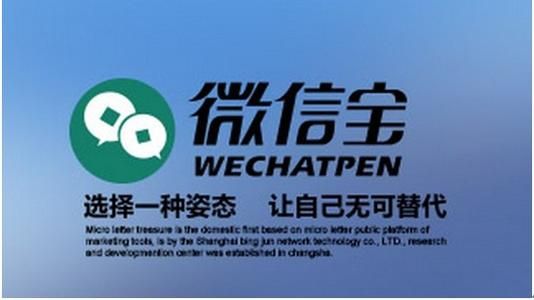 微信宝
WECHATPEN
选择一种姿态 让自己无可替代
Micro letter treasure is the domestic first based on micro letter public platform of
marketing tools, is by the Shanghai bing jun network technology co., LTD., research
and development center was established in changsha.